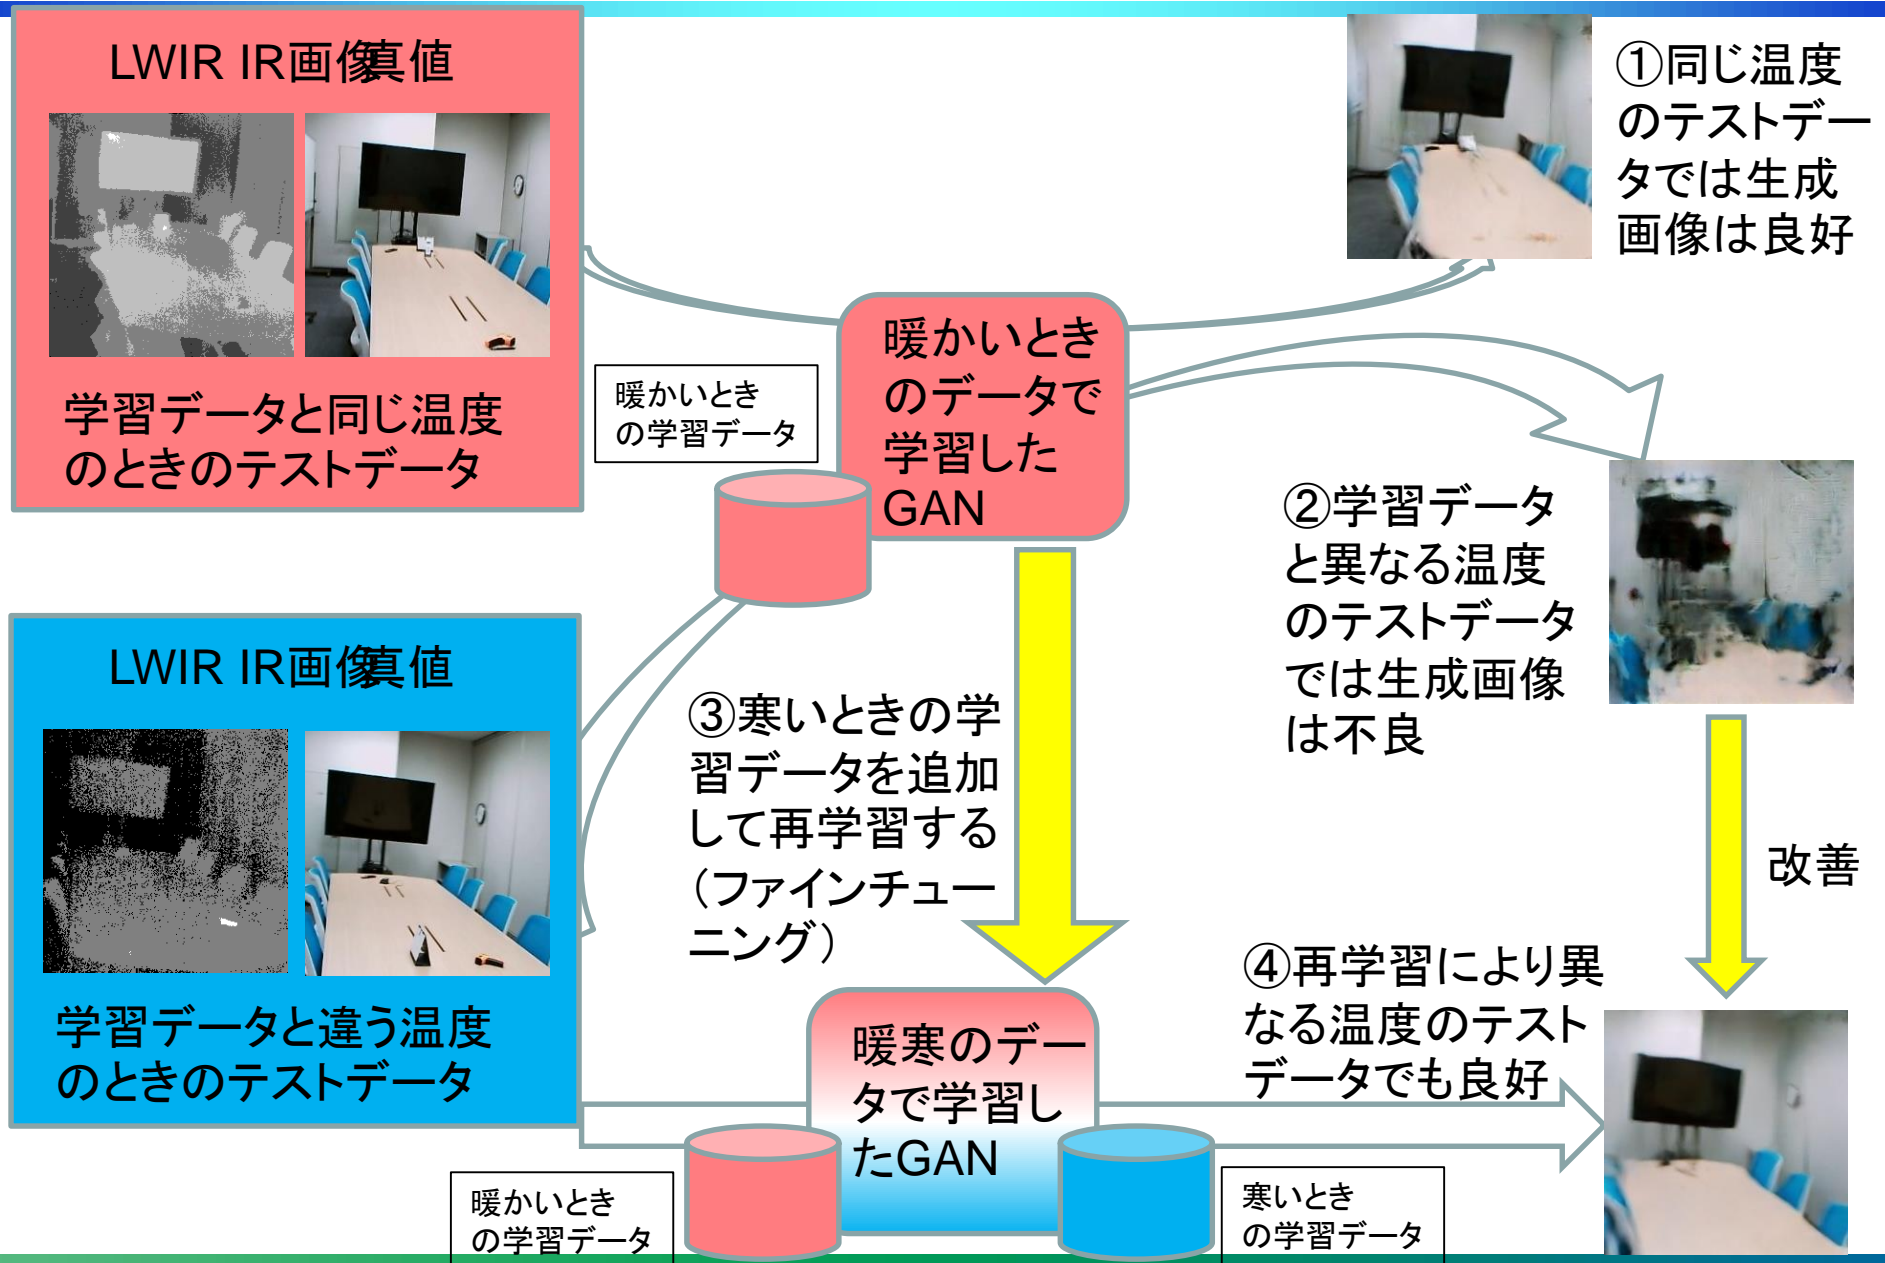 LWIR IR画像真値
学習データと同じ温度
のときのテストデータ
暖かいとき
の学習データ
暖かいとき
のデータで
学習した
GAN
①同じ温度
のテストデー
タでは生成
画像は良好
②学習データ
と異なる温度
のテストデータ
では生成画像
は不良
LWIR IR画像真値
学習データと違う温度
のときのテストデータ
③寒いときの学
習データを追加
して再学習する
（ファインチュー
ニング）
改善
④再学習により異
なる温度のテスト
データでも良好
暖寒のデー
タで学習し
たGAN
暖かいとき
の学習データ
寒いとき
の学習データ